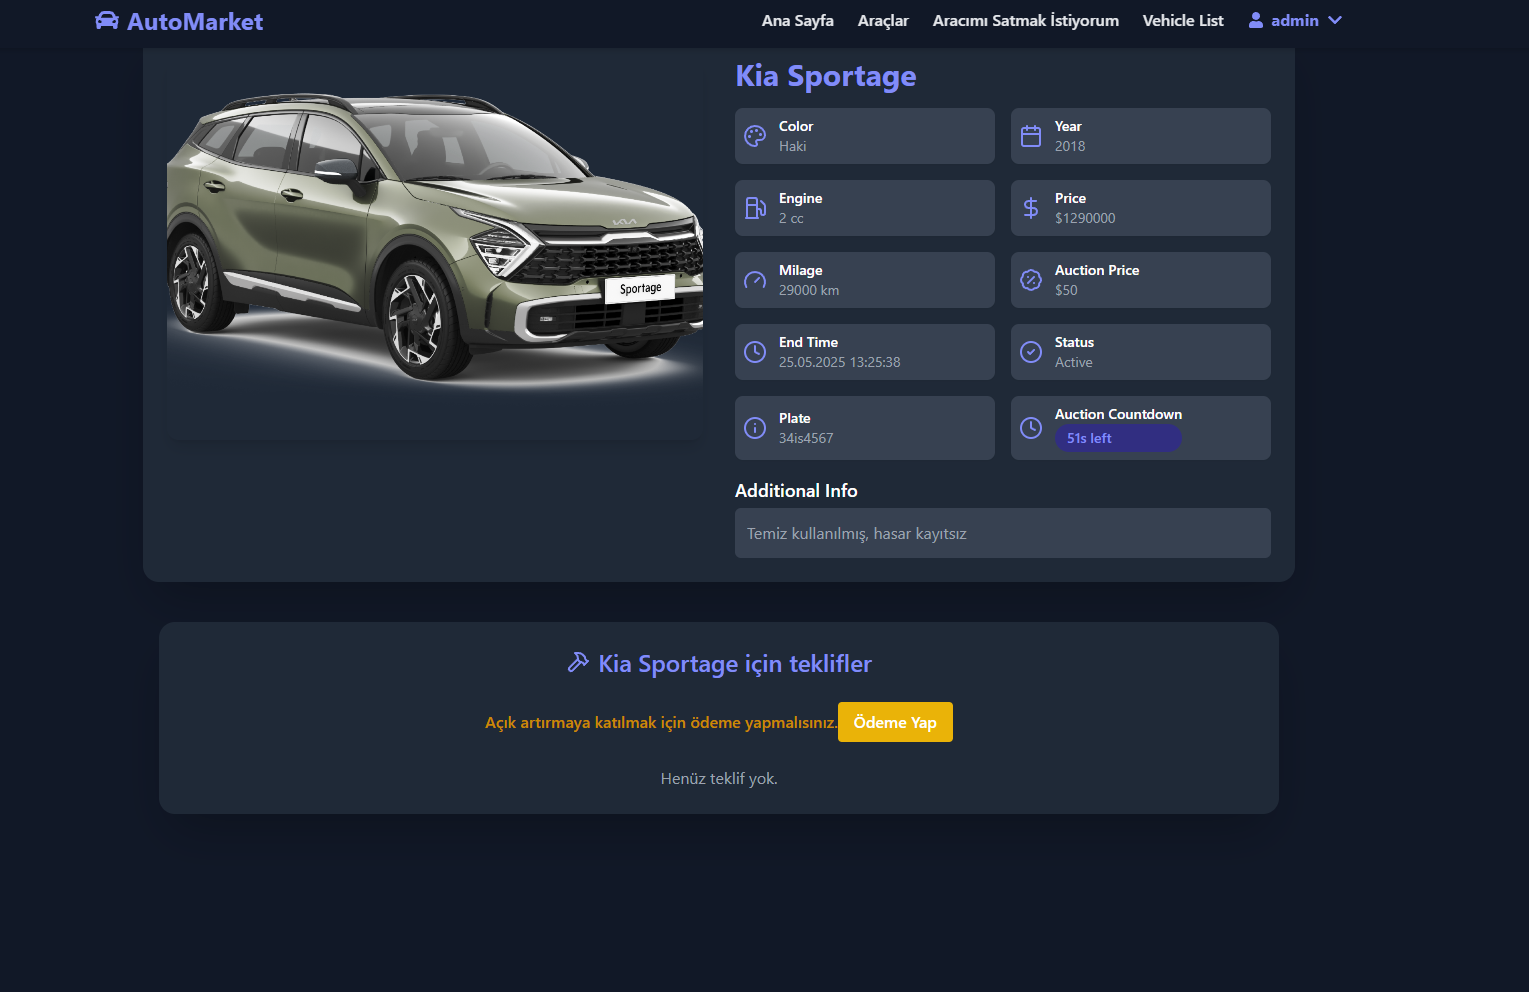 AutoMarket
Ana Sayfa Araçlar Aracımı Satmak İstiyorum Vehicle List admin
Kia Sportage
Color
Haki
Year
2018
Engine
2 cc
Price
$1290000
Milage
29000 km
Auction Price
$50
End Time
25.05.2025 13:25:38
Status
Active
Plate
34is4567
Auction Countdown
51s left
Additional Info
Temiz kullanılmış, hasar kayıtsız
KIA
Sportage
Kia Sportage için teklifler
Açık artırmaya katılmak için ödeme yapmalısınız. Ödeme Yap
Henüz teklif yok.